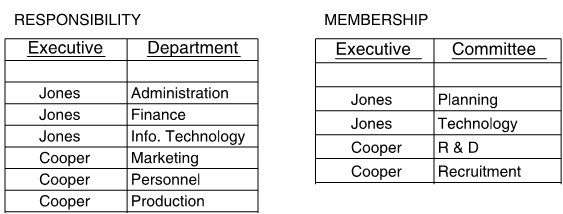 RESPONSIBILITY
Executive Department
Jones Administration
Jones Finance
Jones Info. Technology
Cooper Marketing
Cooper Personnel
Cooper Production
MEMBERSHIP
Executive Committee
Jones Planning
Jones Technology
Cooper R & D
Cooper Recruitment